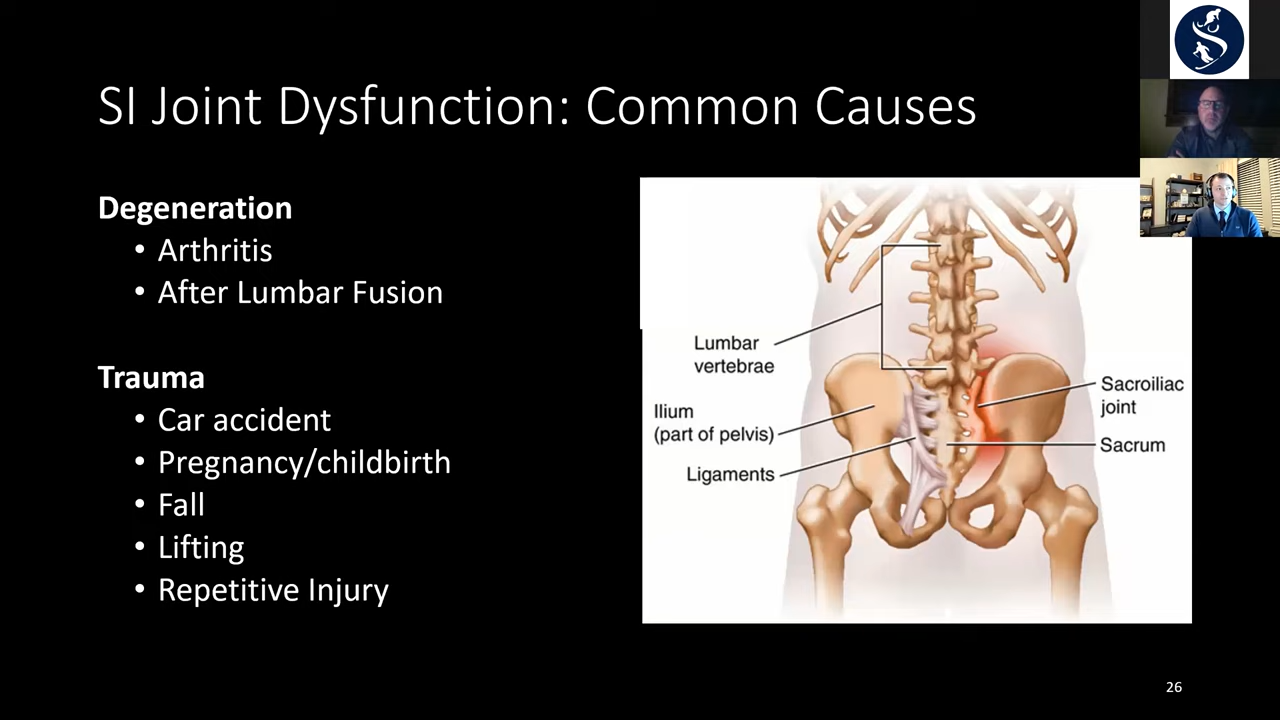 SI Joint Dysfunction: Common Causes
Degeneration
• Arthritis
• After Lumbar Fusion
Trauma
• Car accident
• Pregnancy/childbirth
• Fall
• Lifting
• Repetitive Injury
Lumbar
vertebrae
Ilium
(part of pelvis)
Ligaments
Sacroiliac
joint
Sacrum
26